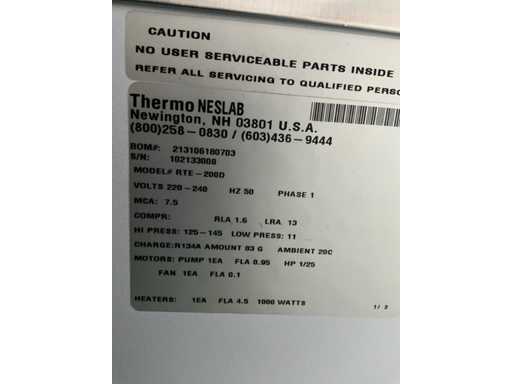 CAUTION
NO USER SERVICEABLE PARTS INSIDE
REFER ALL SERVICING TO QUALIFIED
Thermo NESLAB
Newington, NH 03801 U.S.A.
(800)258-0830 / (603)436-9444
BOM#: 213106180703
S/N: 102133008
MODEL# RTE-200D
VOLTS 220-240 HZ 50 PHASE 1
MCA: 7.5
COMPR: RLA 1.6 LRA 13
HI PRESS: 125-145 LOW PRESS: 11
CHARGE:R134A AMOUNT 83 G AMBIENT 20C
MOTORS: PUMP 1EA FLA 0.95 HP 1/25
FAN 1EA FLA 0.1
HEATERS: 1EA FLA 4.5 1000 WATTS